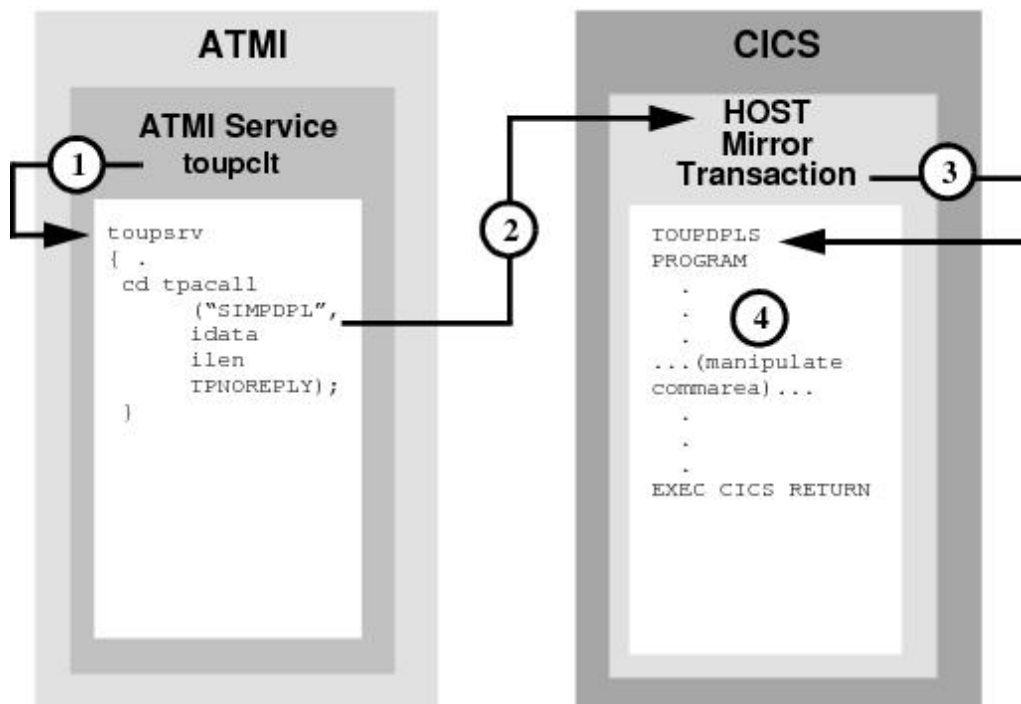 ATMI
ATMI Service
toupclt
1
toupsrv
{ .
cd tpacall
(“SIMPDPL”,
idata
ilen
TPNOREPLY);
}
2
CICS
HOST
Mirror
Transaction
3
TOUPDPLS
PROGRAM
.
.
.
4
...(manipulate
commarea)...
.
.
.
EXEC CICS RETURN